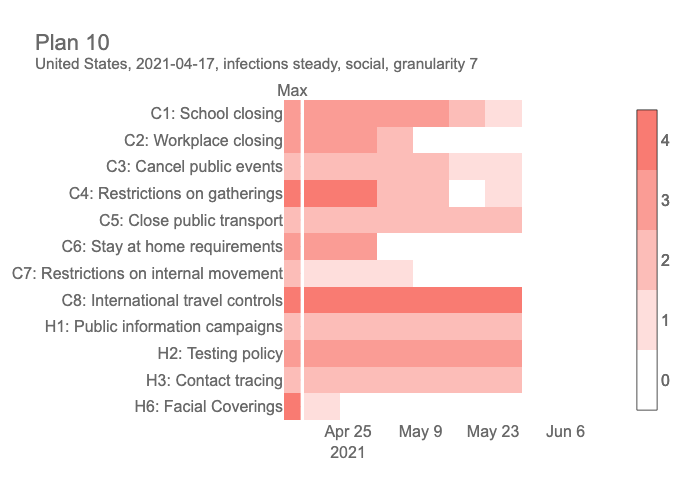 Plan 10
United States, 2021-04-17, infections steady, social, granularity 7
Max
C1: School closing
C2: Workplace closing
C3: Cancel public events
C4: Restrictions on gatherings
C5: Close public transport
C6: Stay at home requirements
C7: Restrictions on internal movement
C8: International travel controls
H1: Public information campaigns
H2: Testing policy
H3: Contact tracing
H6: Facial Coverings
Apr 25 May 9 May 23 Jun 6
2021
4
3
2
1
0